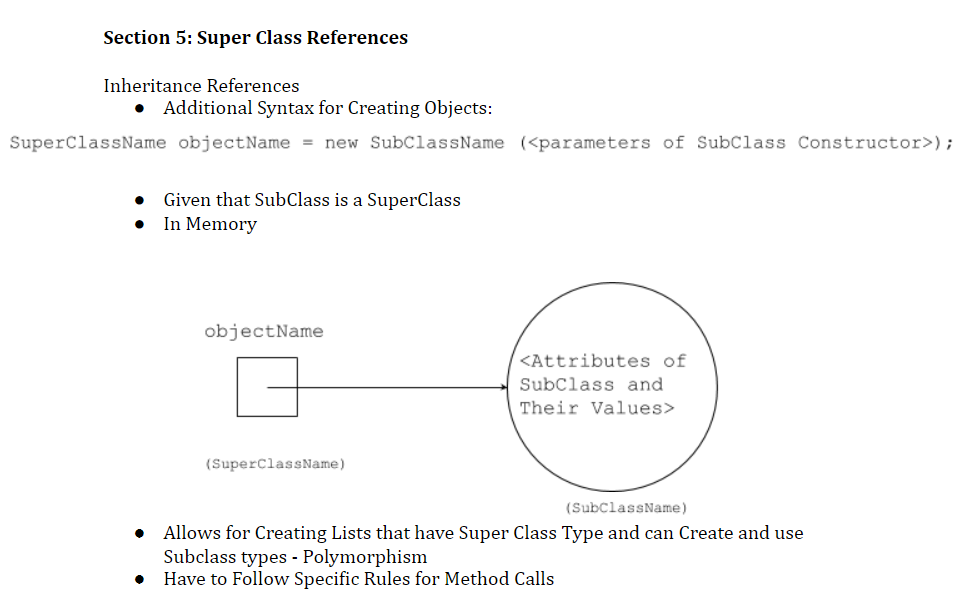 Section 5: Super Class References
Inheritance References
● Additional Syntax for Creating Objects:
SuperClassName objectName = new SubClassName (<parameters of SubClass Constructor>);
● Given that SubClass is a SuperClass
● In Memory
objectName
<Attributes of
SubClass and
Their Values>
(SuperClassName)
(SubClassName)
● Allows for Creating Lists that have Super Class Type and can Create and use
Subclass types - Polymorphism
● Have to Follow Specific Rules for Method Calls